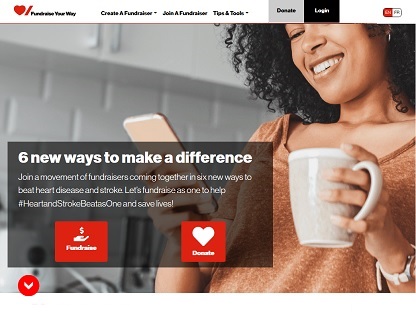 Fundraise Your Way
Create A Fundraiser
Join A Fundraiser
Tips & Tools
Donate
Login
EN FR
6 new ways to make a difference
Join a movement of fundraisers coming together in six new ways to
beat heart disease and stroke. Let's fundraise as one to help
#HeartandStrokeBeatasOne and save lives!
Fundraise
Donate